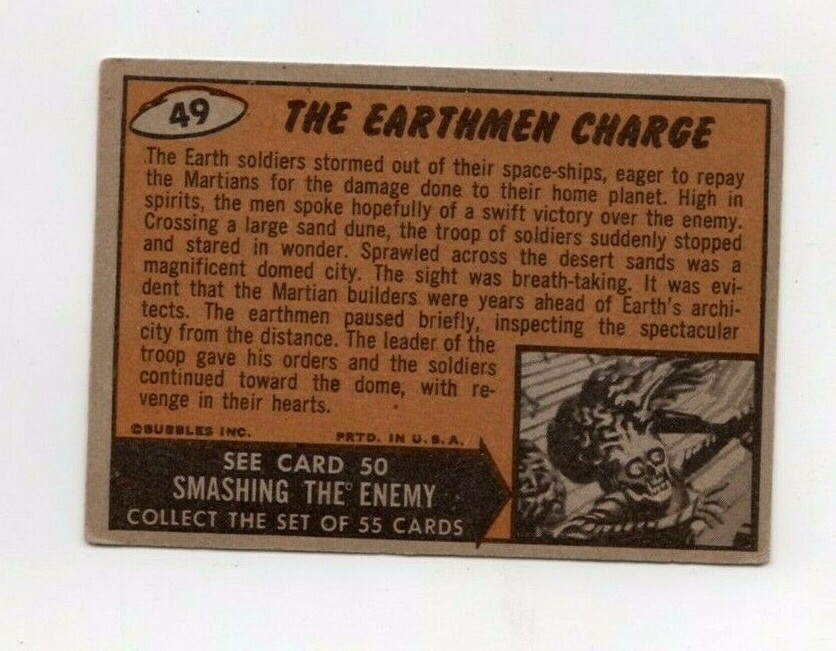 49
THE EARTHMEN CHARGE
The Earth soldiers stormed out of their space-ships, eager to repay
the Martians for the damage done to their home planet. High in
spirits, the men spoke hopefully of a swift victory over the enemy.
Crossing a large sand dune, the troop of soldiers suddenly stopped
and stared in wonder. Sprawled across the desert sands was a
magnificent domed city. The sight was breath-taking. It was evi-
dent that the Martian builders were years ahead of Earth's archi-
tects. The earthmen paused briefly, inspecting the spectacular
city from the distance. The leader of the
troop gave his orders and the soldiers
continued toward the dome, with re-
venge in their hearts.
©BUBBLES INC. PRTD. IN U.S.A.
SEE CARD 50
SMASHING THE ENEMY
COLLECT THE SET OF 55 CARDS